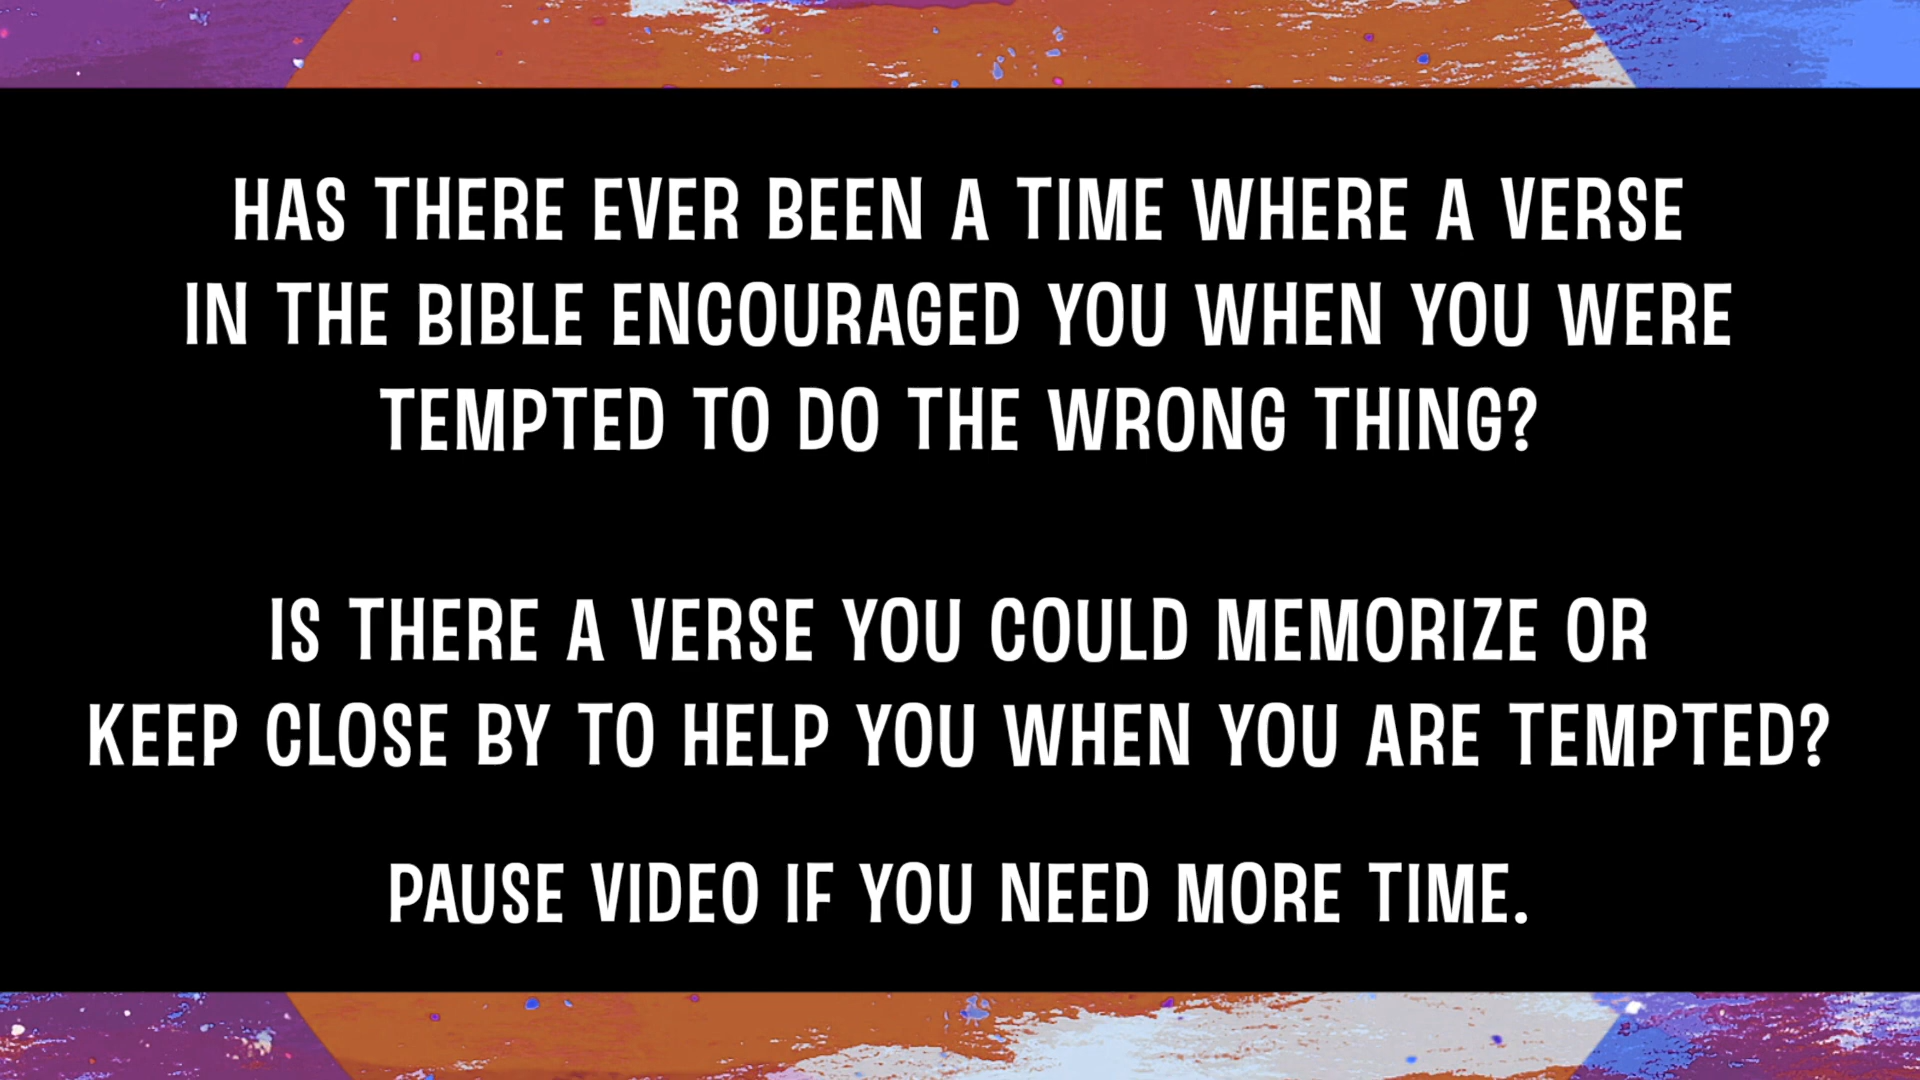 HAS THERE EVER BEEN A TIME WHERE A VERSE
IN THE BIBLE ENCOURAGED YOU WHEN YOU WERE
TEMPTED TO DO THE WRONG THING?
IS THERE A VERSE YOU COULD MEMORIZE OR
KEEP CLOSE BY TO HELP YOU WHEN YOU ARE TEMPTED?
PAUSE VIDEO IF YOU NEED MORE TIME.